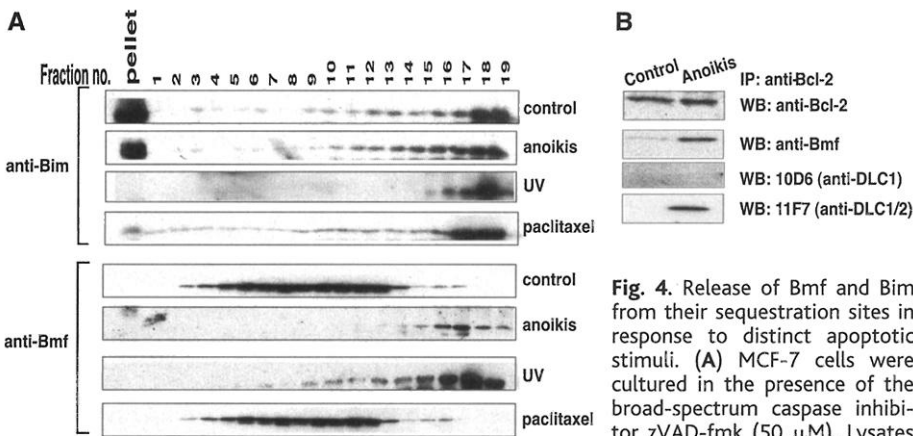 A
Fraction no. pellet 1 2 3 4 5 6 7 8 9 10 11 12 13 14 15 16 17 18 19
anti-Bim
control
anoikis
UV
paclitaxel
anti-Bmf
control
anoikis
UV
paclitaxel
B
Control Anoikis
IP: anti-Bcl-2
WB: anti-Bcl-2
WB: anti-Bmf
WB: 10D6 (anti-DLC1)
WB: 11F7 (anti-DLC1/2)
Fig. 4. Release of Bmf and Bim
from their sequestration sites in
response to distinct apoptotic
stimuli. (A) MCF-7 cells were
cultured in the presence of the
broad-spectrum caspase inhibi-
tor zVAD-fmk (50 μM). Lysates